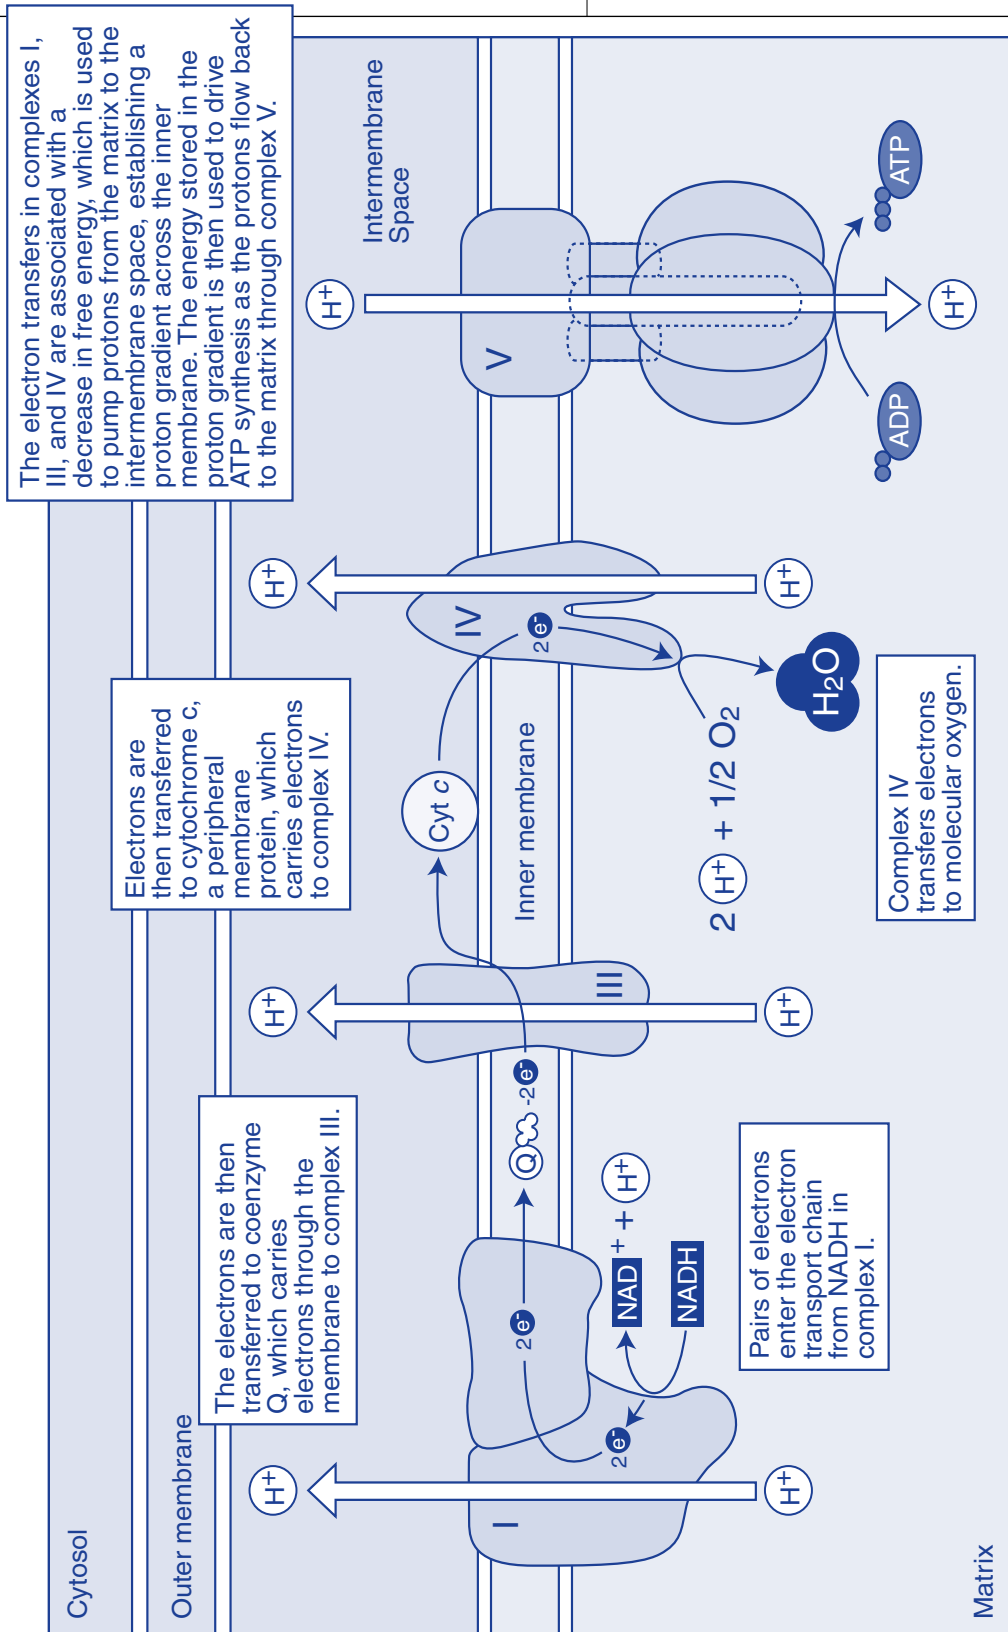 Cytosol
Outer membrane
The electrons are then
transferred to coenzyme
Q, which carries
electrons through the
membrane to complex III.
Electrons are
then transferred
to cytochrome c,
a peripheral
membrane
protein, which
carries electrons
to complex IV.
The electron transfers in complexes I,
III, and IV are associated with a
decrease in free energy, which is used
to pump protons from the matrix to the
intermembrane space, establishing a
proton gradient across the inner
membrane. The energy stored in the
proton gradient is then used to drive
ATP synthesis as the protons flow back
to the matrix through complex V.
H+
H+
H+
H+
Intermembrane
Space
Cyt c
I
2 e-
2 e-
Q
-2 e-
III
Inner membrane
IV
2 e-
V
NAD+ + H+
NADH
2 H+ + 1/2 O2
H2O
H+
H+
H+
H+
ADP
ATP
Pairs of electrons
enter the electron
transport chain
from NADH in
complex I.
Complex IV
transfers electrons
to molecular oxygen.
Matrix